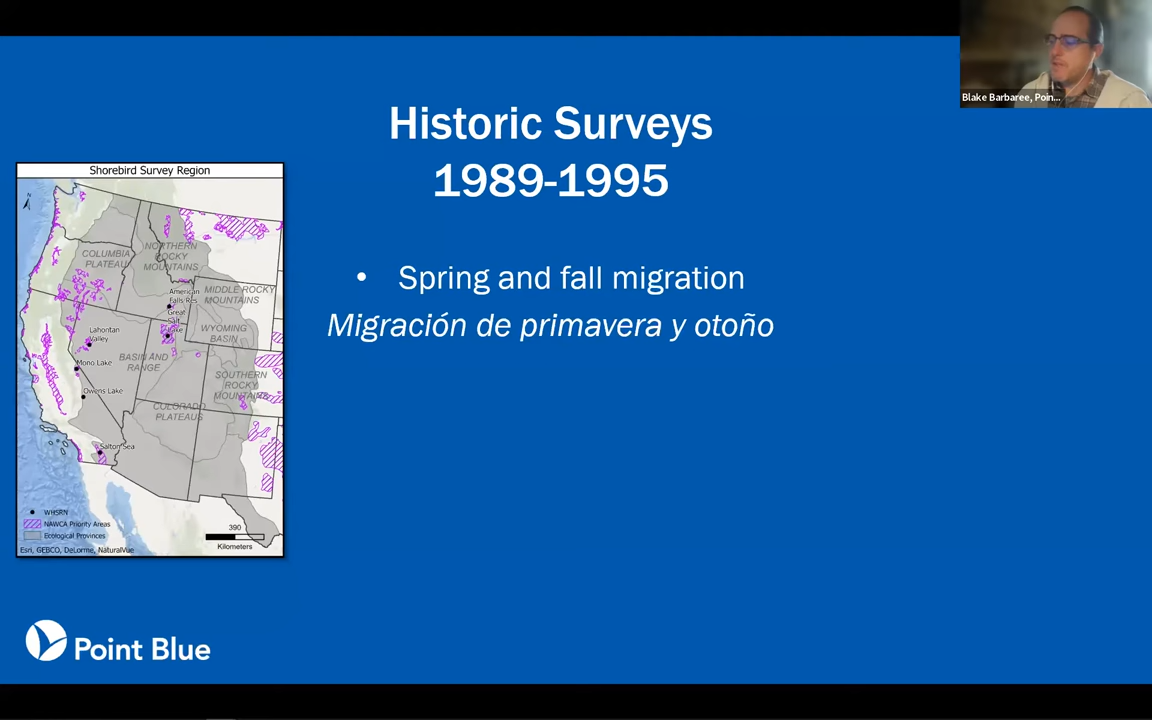 Blake Barbaree, Poin...
Historic Surveys
1989-1995
• Spring and fall migration
Migración de primavera y otoño
Shorebird Survey Region
N
COLUMBIA
PLATEAU
NORTHERN
ROCKY
MOUNTAINS
American
Falls Res
MIDDLE ROCKY
MOUNTAINS
Great
Salt
Lake
Lahontan
Valley
WYOMING
BASIN
Mono Lake
BASIN AND
RANGE
Owens Lake
SOUTHERN
ROCKY
MOUNTAINS
COLORADO
PLATEAUS
Salton Sea
WHSRN
NAWCA Priority Areas
Ecological Provinces
390
Kilometers
Esri, GEBCO, DeLorme, NaturalVue
Point Blue